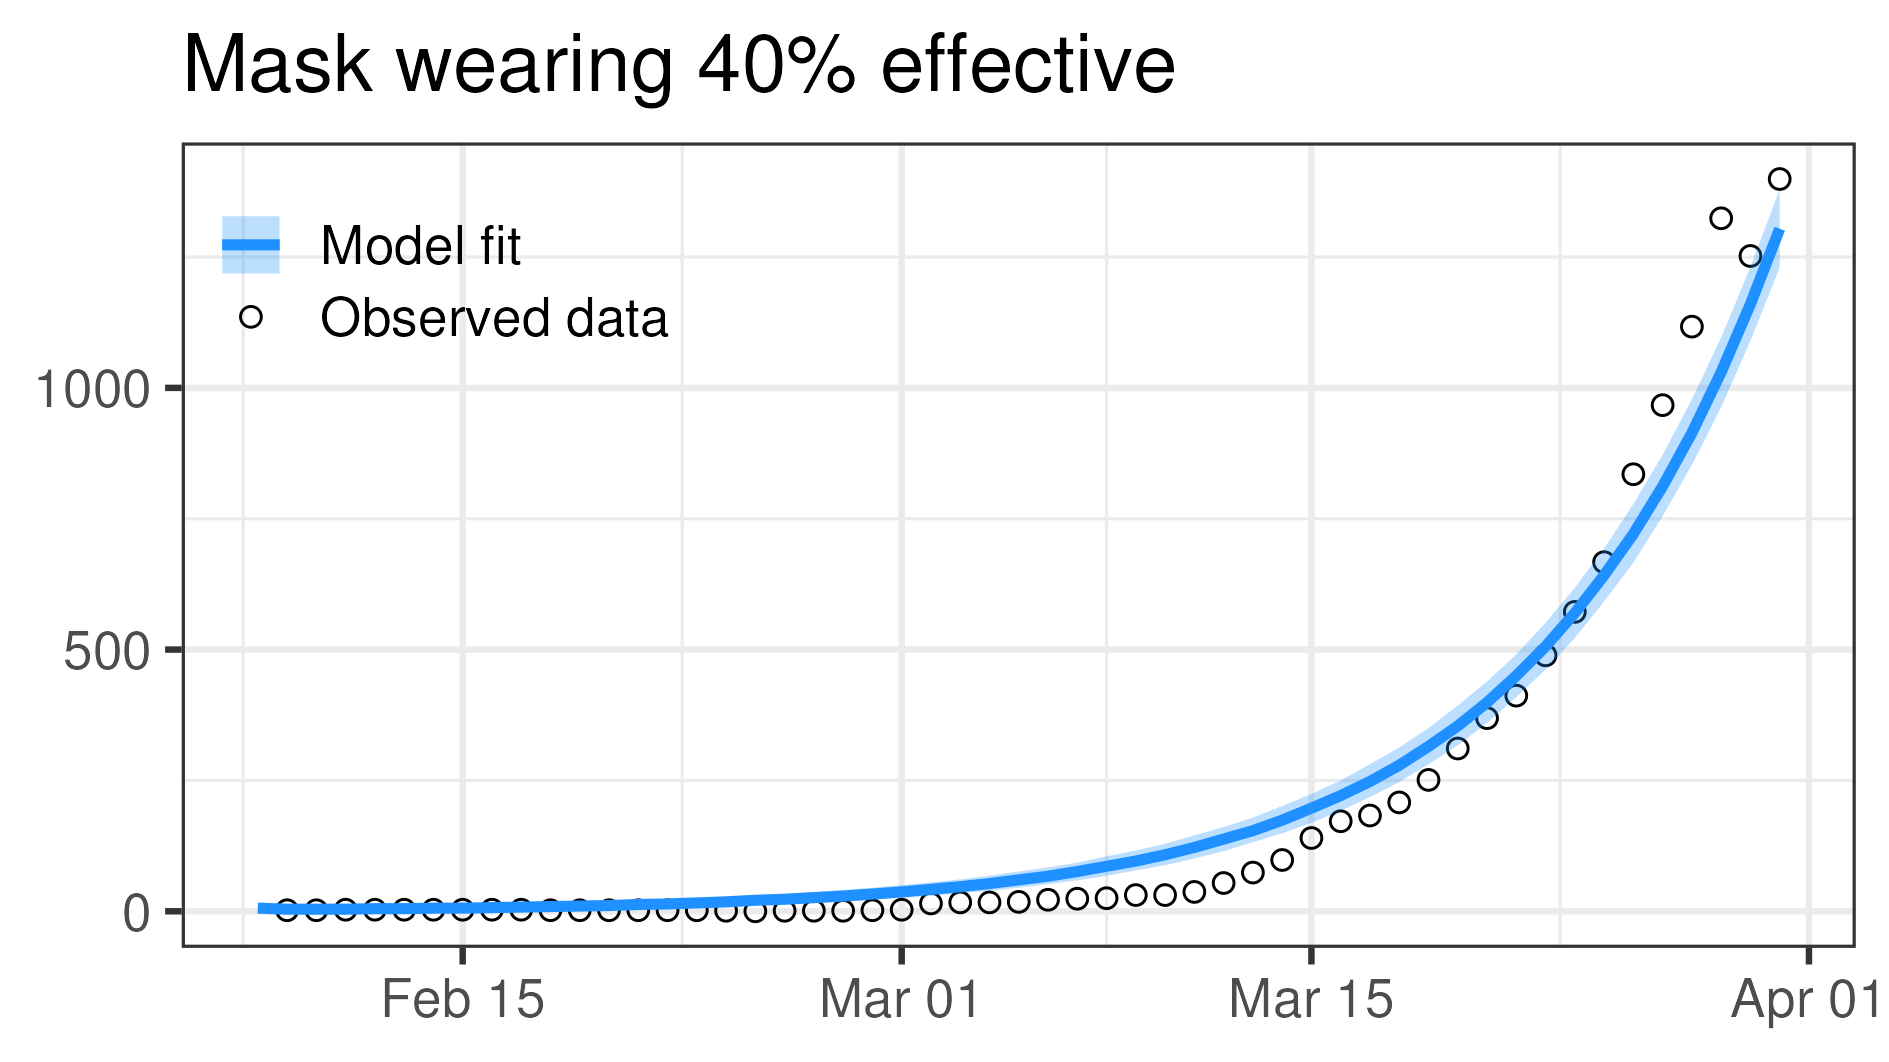 Mask wearing 40% effective
Model fit
Observed data
1000
500
0
Feb 15
Mar 01
Mar 15
Apr 01